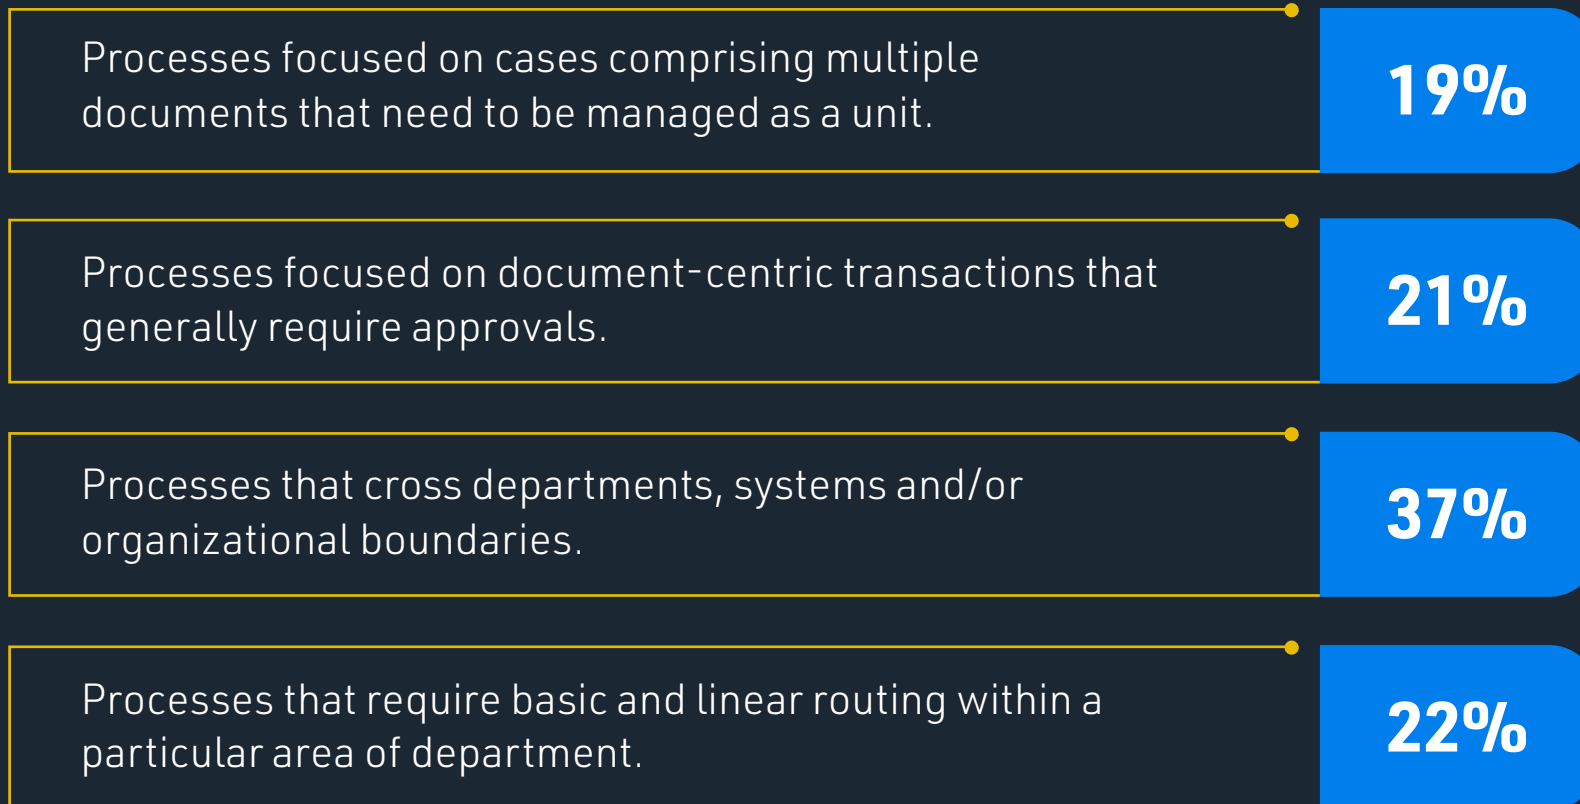 Processes focused on cases comprising multiple
documents that need to be managed as a unit.
19%
Processes focused on document-centric transactions that
generally require approvals.
21%
Processes that cross departments, systems and/or
organizational boundaries.
37%
Processes that require basic and linear routing within a
particular area of department.
22%